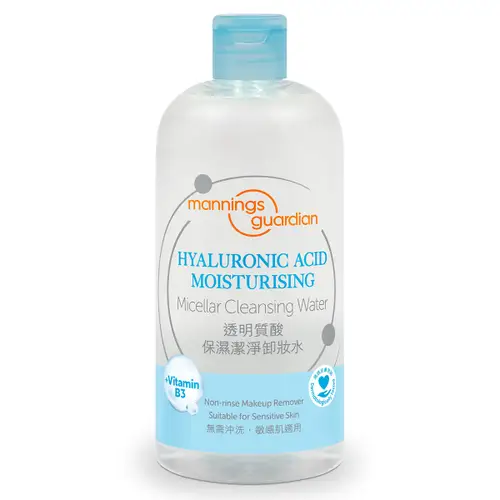 mannings
guardian
HYALURONIC ACID
MOISTURISING
Micellar Cleansing Water
透明質酸
保濕潔淨卸妝水
+Vitamin
B3
Non-rinse Makeup Remover
Suitable for Sensitive Skin
無需沖洗，敏感肌適用